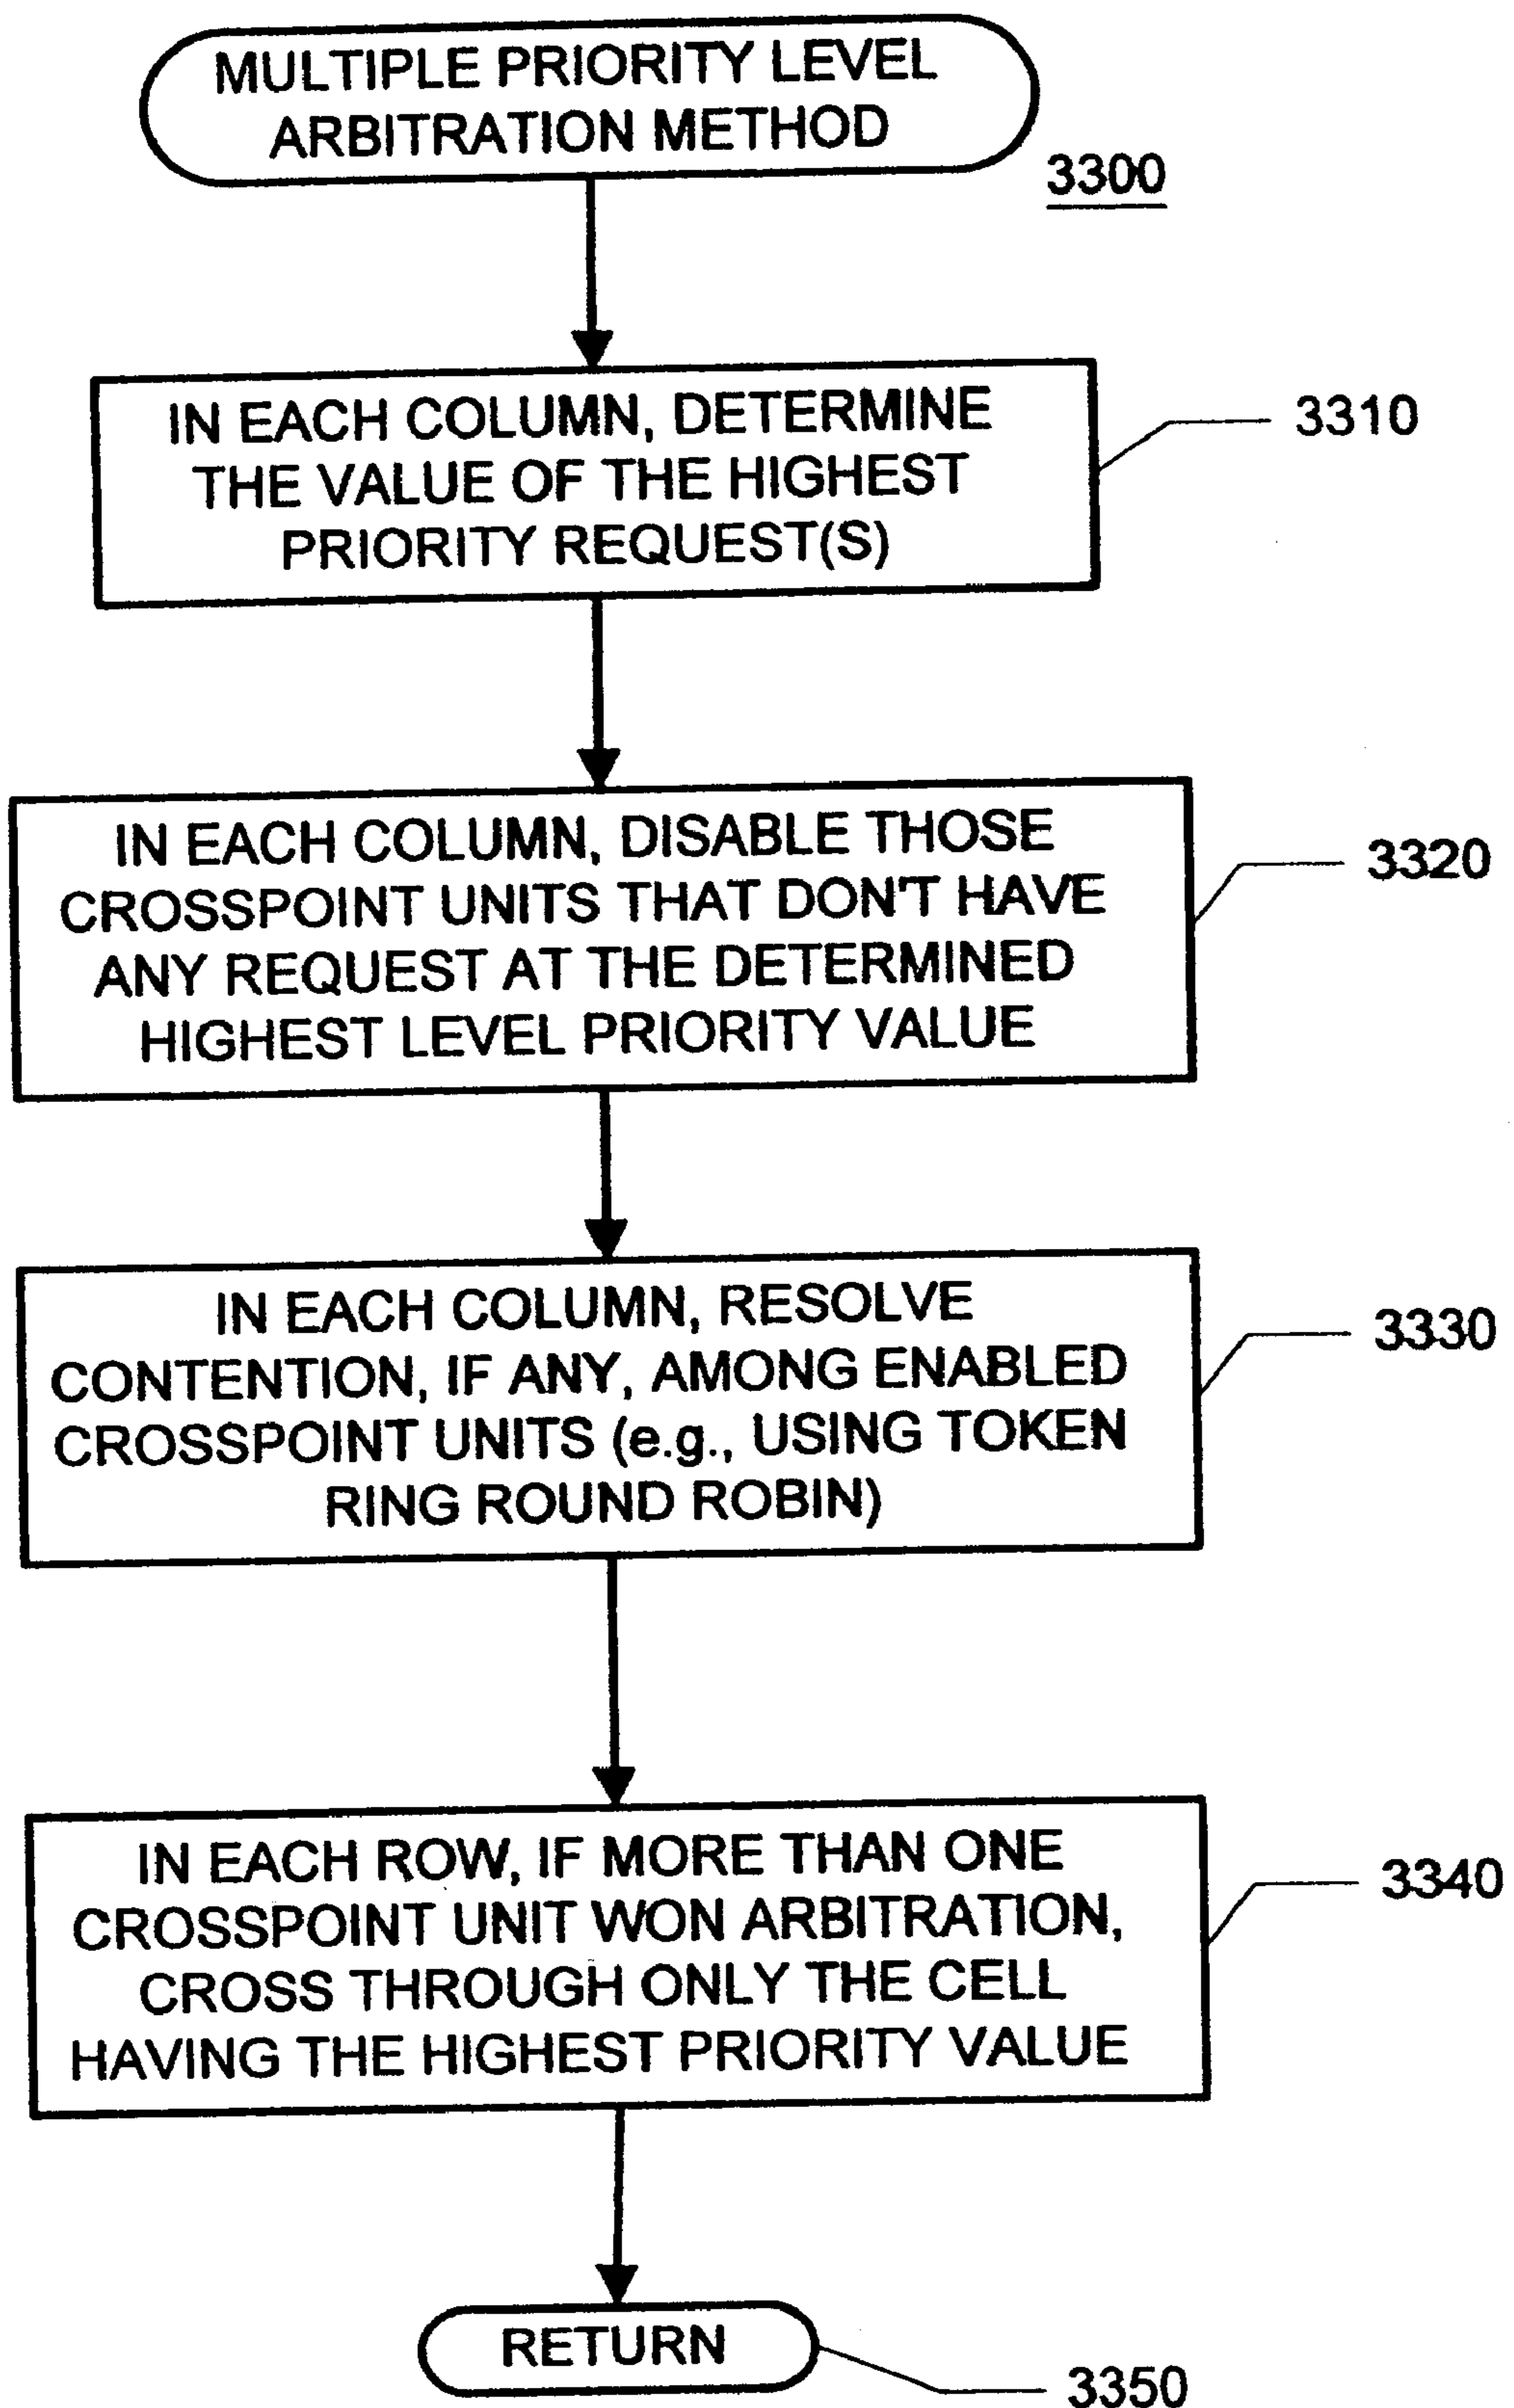 MULTIPLE PRIORITY LEVEL
ARBITRATION METHOD
3300
IN EACH COLUMN, DETERMINE
THE VALUE OF THE HIGHEST
PRIORITY REQUEST(S)
3310
IN EACH COLUMN, DISABLE THOSE
CROSSPOINT UNITS THAT DON'T HAVE
ANY REQUEST AT THE DETERMINED
HIGHEST LEVEL PRIORITY VALUE
3320
IN EACH COLUMN, RESOLVE
CONTENTION, IF ANY, AMONG ENABLED
CROSSPOINT UNITS (e.g., USING TOKEN
RING ROUND ROBIN)
3330
IN EACH ROW, IF MORE THAN ONE
CROSSPOINT UNIT WON ARBITRATION,
CROSS THROUGH ONLY THE CELL
HAVING THE HIGHEST PRIORITY VALUE
3340
RETURN
3350